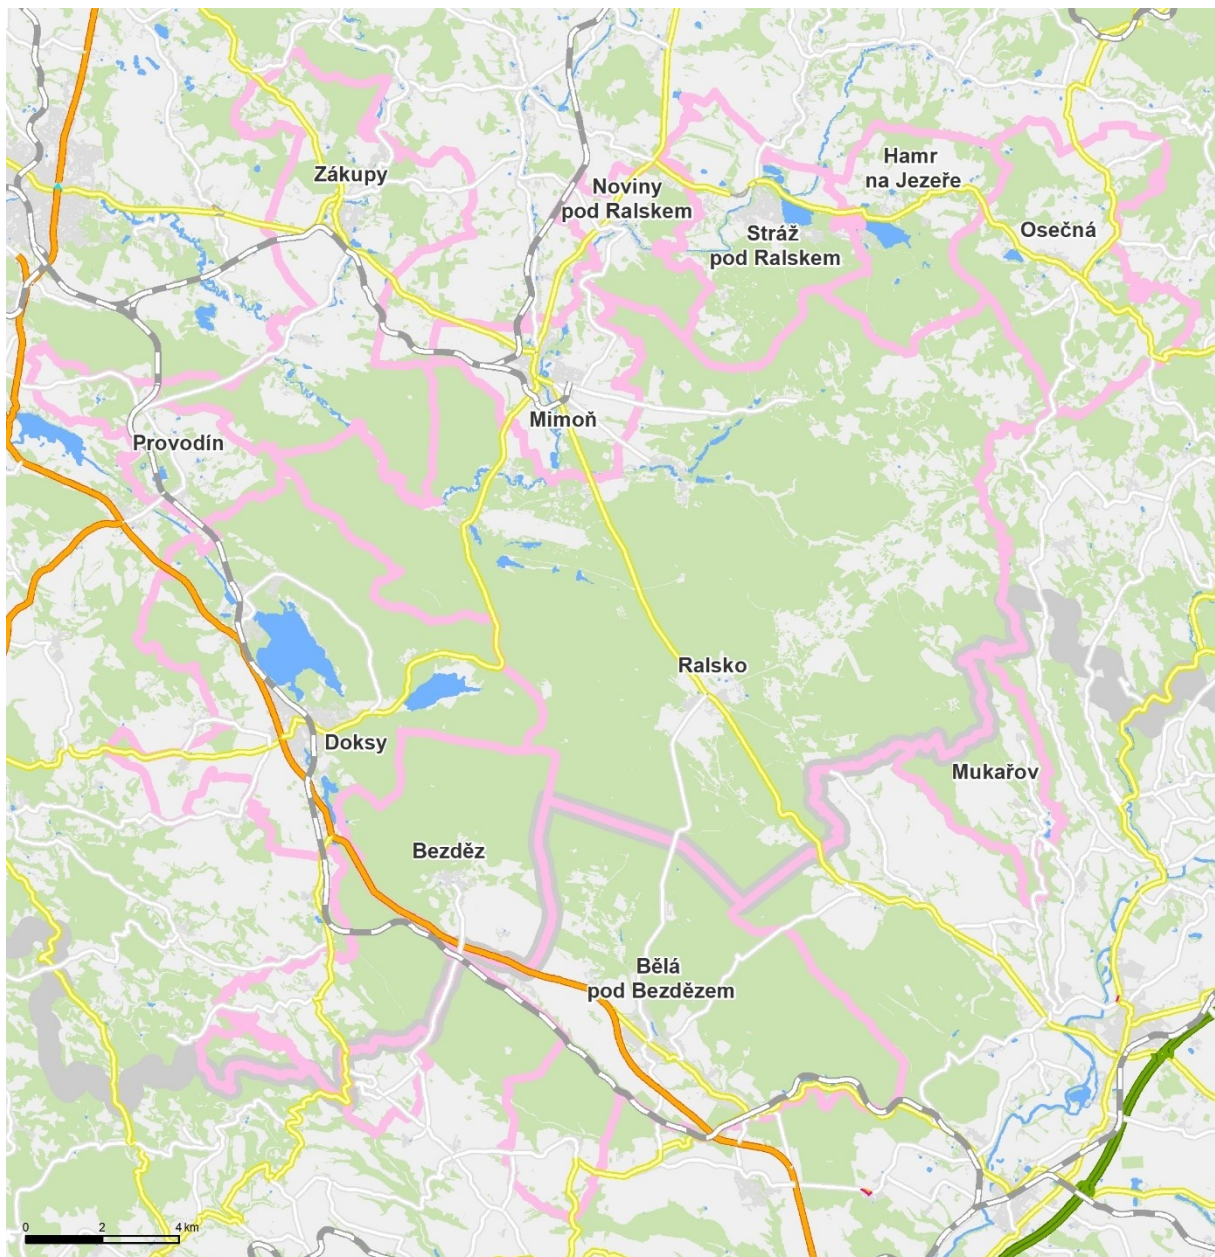 Zákupy
Hamr
na Jezeře
Noviny
pod Ralskem
Stráž
pod Ralskem
Osečná
Mimoň
Provodín
Ralsko
Doksy
Mukařov
Bezděz
Bělá
pod Bezdězem
0 2 4 km